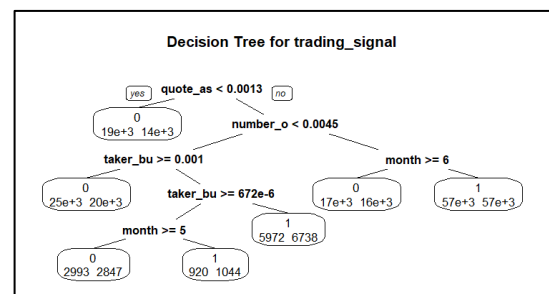 Decision Tree for trading_signal
yes quote_as < 0.0013 no
0
19e+3 14e+3
number_o < 0.0045
taker_bu >= 0.001
month >= 6
0
25e+3 20e+3
taker_bu >= 672e-6
0
17e+3 16e+3
1
57e+3 57e+3
month >= 5
1
5972 6738
0
2993 2847
1
920 1044